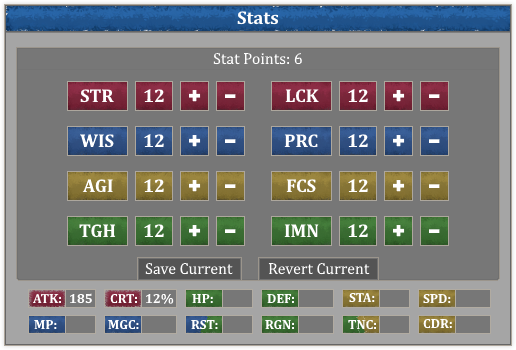 Stats
Stat Points: 6
STR 12 + − LCK 12 + −
WIS 12 + − PRC 12 + −
AGI 12 + − FCS 12 + −
TGH 12 + − IMN 12 + −
Save Current Revert Current
ATK: 185 CRT: 12% HP: DEF: STA: SPD:
MP: MGC: RST: RGN: TNC: CDR: